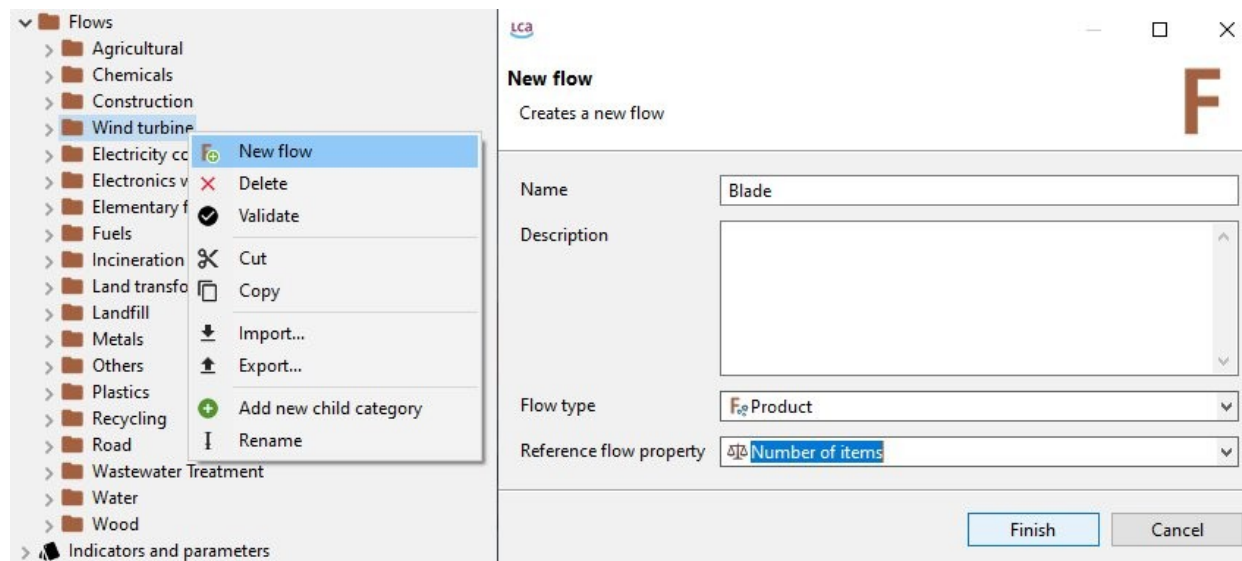 Flows
Agricultural
Chemicals
Construction
Wind turbine
Electricity cc
Electronics w
Elementary f
Fuels
Incineration
Land transfo
Landfill
Metals
Others
Plastics
Recycling
Road
Wastewater Treatment
Water
Wood
Indicators and parameters
New flow
Delete
Validate
Cut
Copy
Import...
Export...
Add new child category
Rename
LCA
New flow
Creates a new flow
F
Name
Blade
Description
Flow type
Product
Reference flow property
Number of items
Finish
Cancel